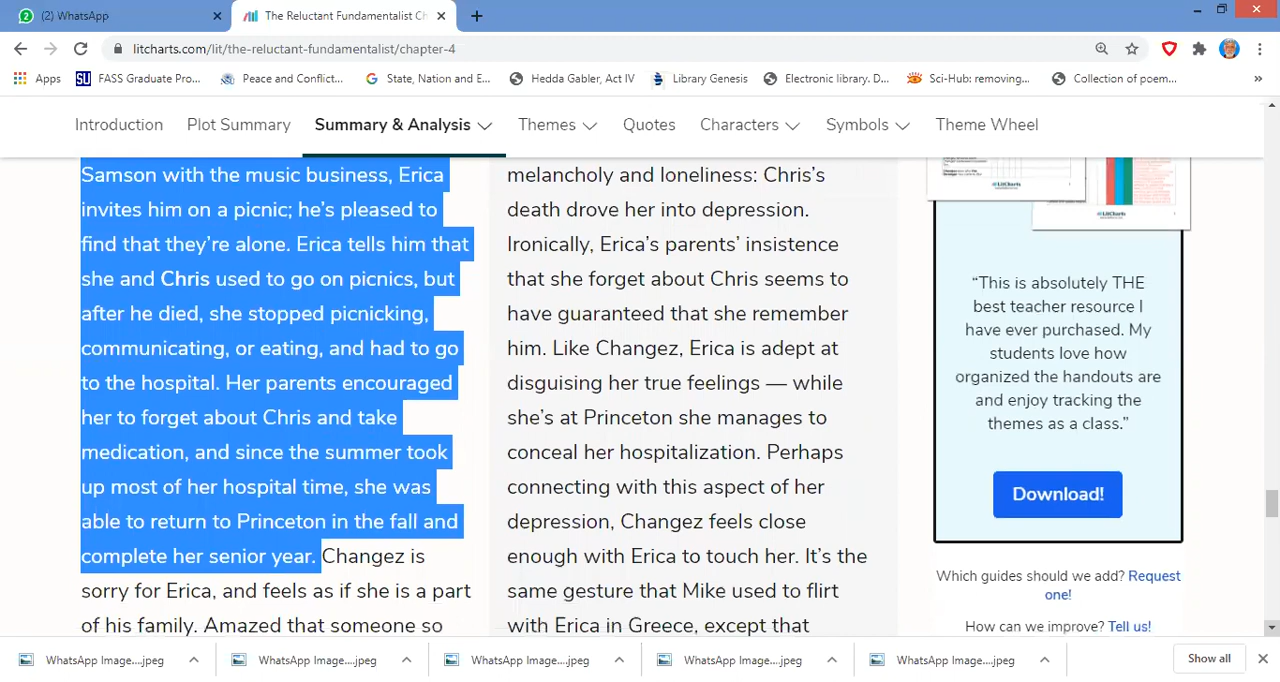 (2) WhatsApp
The Reluctant Fundamentalist Ch
litcharts.com/lit/the-reluctant-fundamentalist/chapter-4
Apps
SU
FASS Graduate Pro...
Peace and Conflict...
State, Nation and E...
Hedda Gabler, Act IV
Library Genesis
Electronic library. D...
Sci-Hub: removing...
Collection of poem...
»
Introduction
Plot Summary
Summary & Analysis
Themes
Quotes
Characters
Symbols
Theme Wheel
Samson with the music business, Erica
invites him on a picnic; he's pleased to
find that they're alone. Erica tells him that
she and Chris used to go on picnics, but
after he died, she stopped picnicking,
communicating, or eating, and had to go
to the hospital. Her parents encouraged
her to forget about Chris and take
medication, and since the summer took
up most of her hospital time, she was
able to return to Princeton in the fall and
complete her senior year. Changez is
sorry for Erica, and feels as if she is a part
of his family. Amazed that someone so
melancholy and loneliness: Chris's
death drove her into depression.
Ironically, Erica's parents' insistence
that she forget about Chris seems to
have guaranteed that she remember
him. Like Changez, Erica is adept at
disguising her true feelings — while
she's at Princeton she manages to
conceal her hospitalization. Perhaps
connecting with this aspect of her
depression, Changez feels close
enough with Erica to touch her. It's the
same gesture that Mike used to flirt
with Erica in Greece, except that
LitCharts
LitCharts
"This is absolutely THE
best teacher resource I
have ever purchased. My
students love how
organized the handouts are
and enjoy tracking the
themes as a class."
Download!
Which guides should we add? Request
one!
How can we improve? Tell us!
WhatsApp Image....jpeg
WhatsApp Image....jpeg
WhatsApp Image....jpeg
WhatsApp Image....jpeg
WhatsApp Image....jpeg
Show all